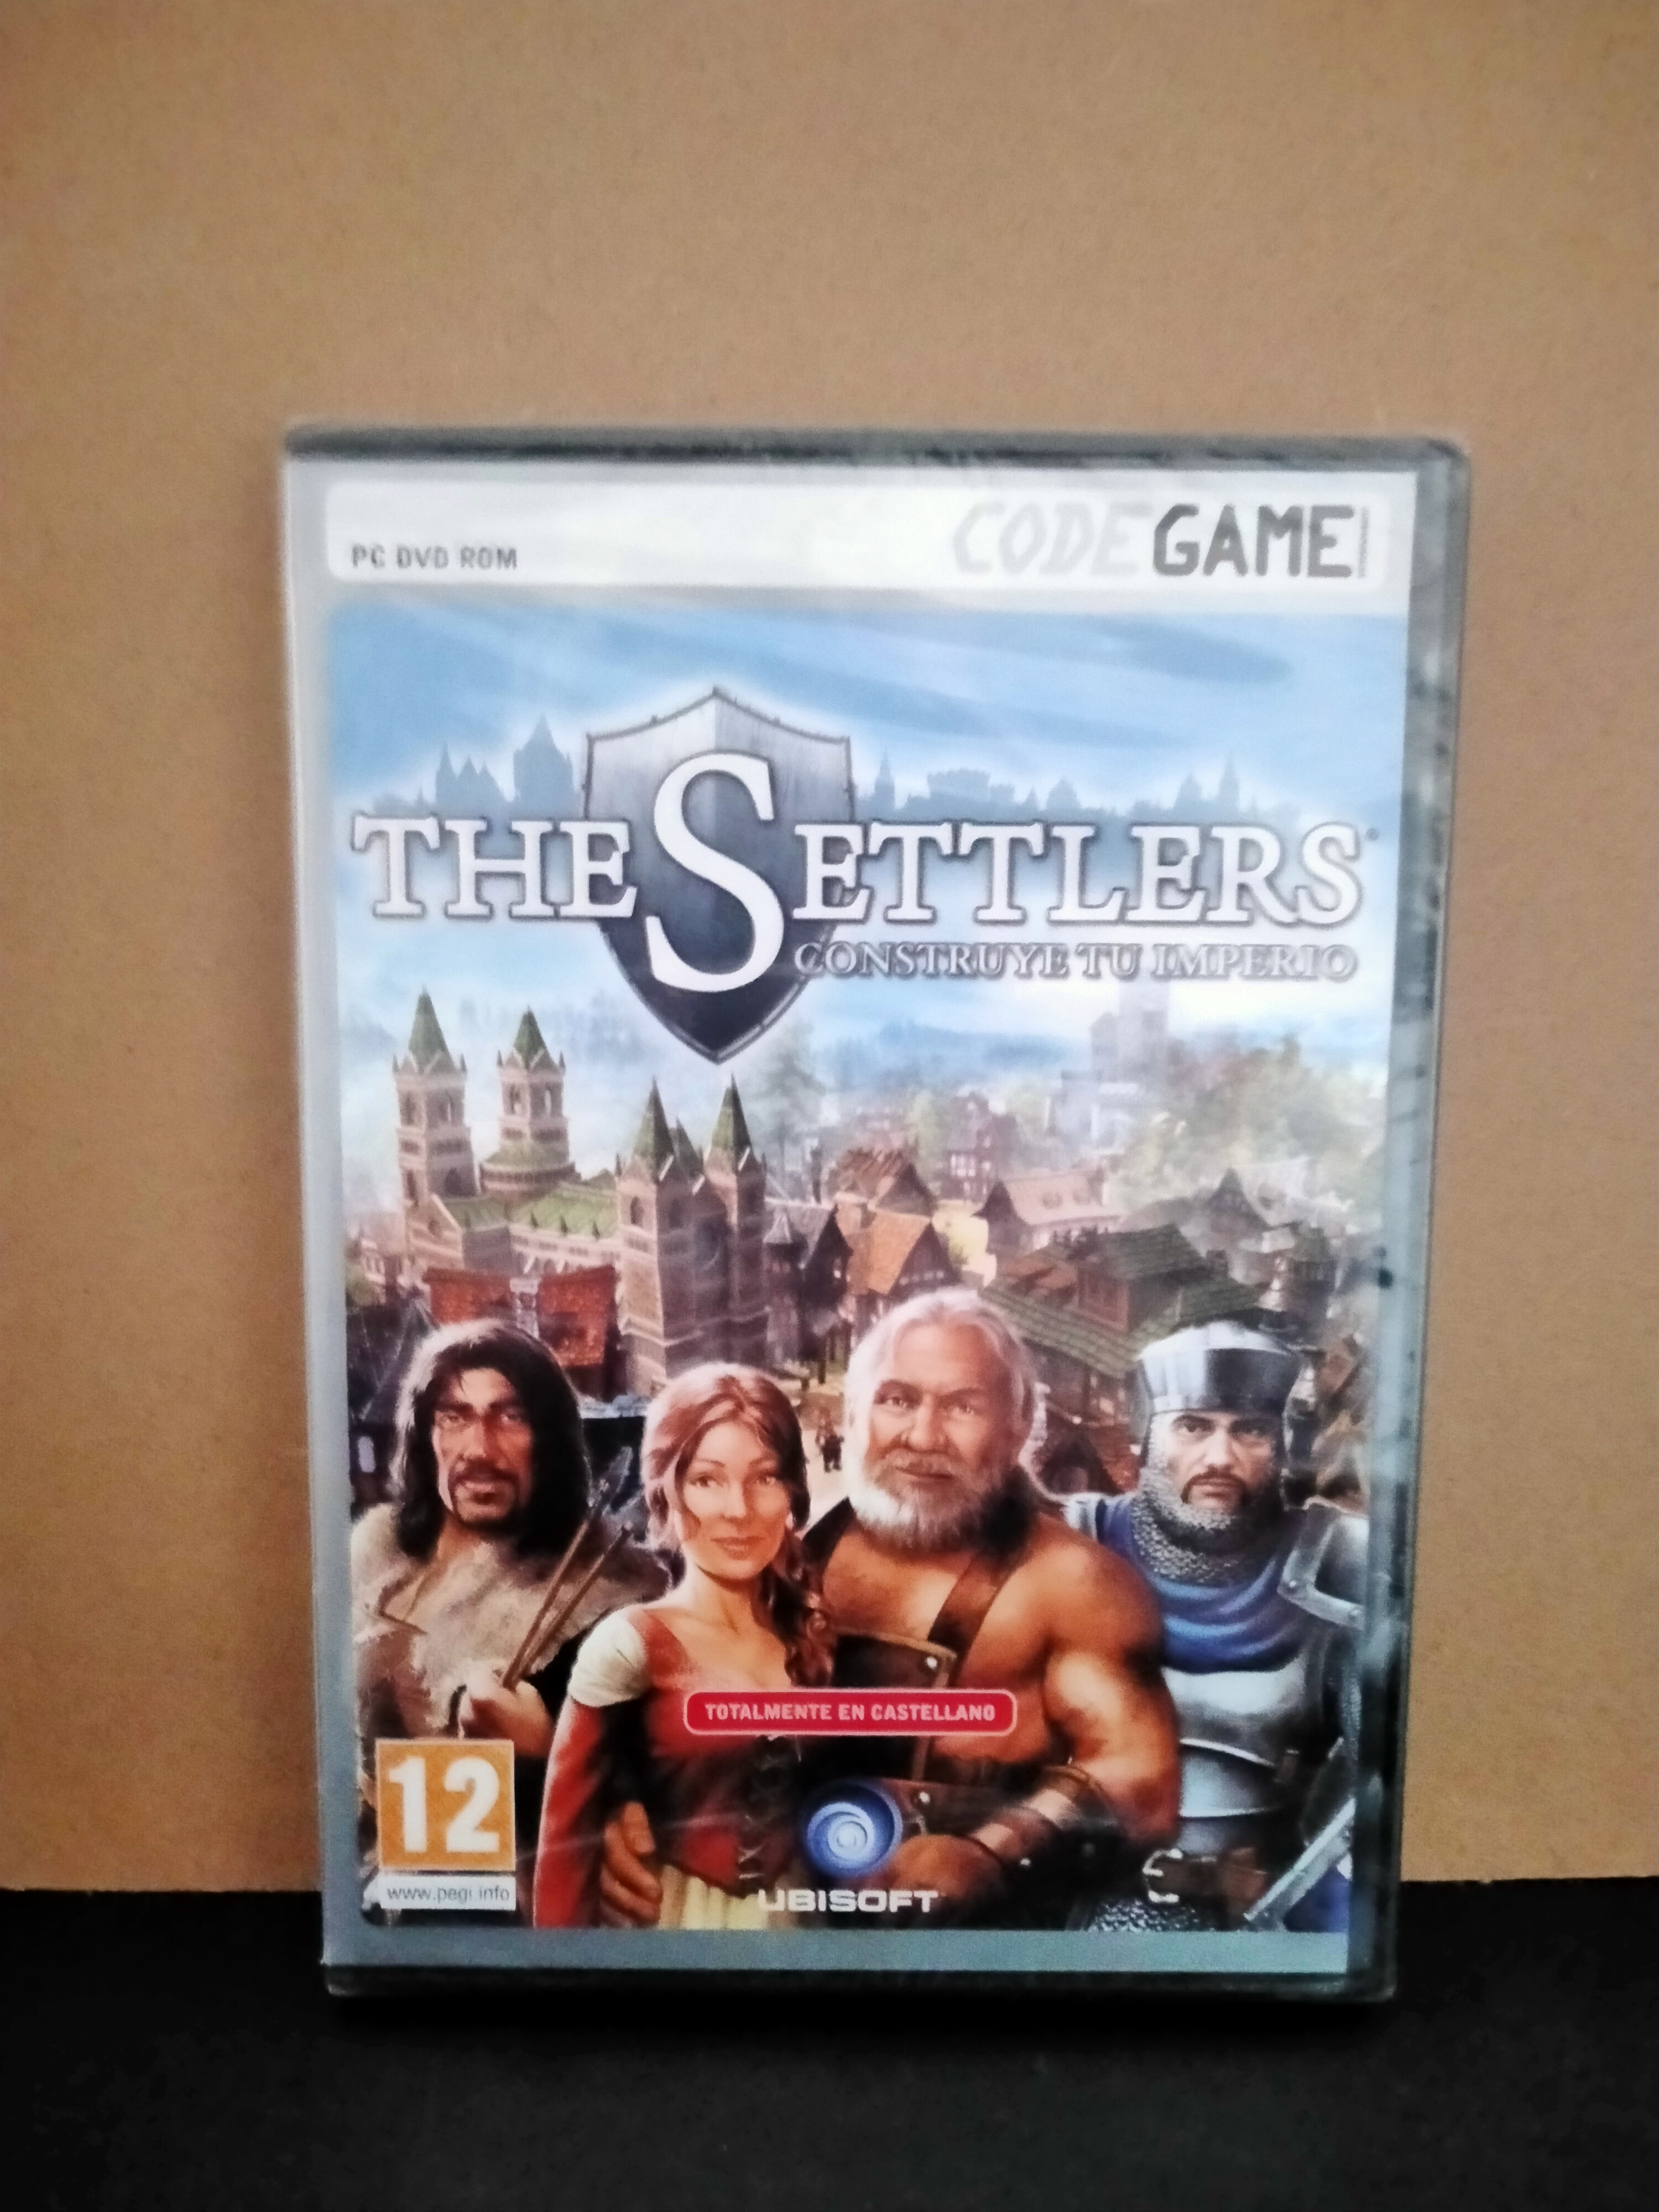 PC DVD ROM
CODEGAME
THE SETTLERS
CONSTRUYE TU IMPERIO
TOTALMENTE EN CASTELLANO
12
www.pegi.info
UBISOFT